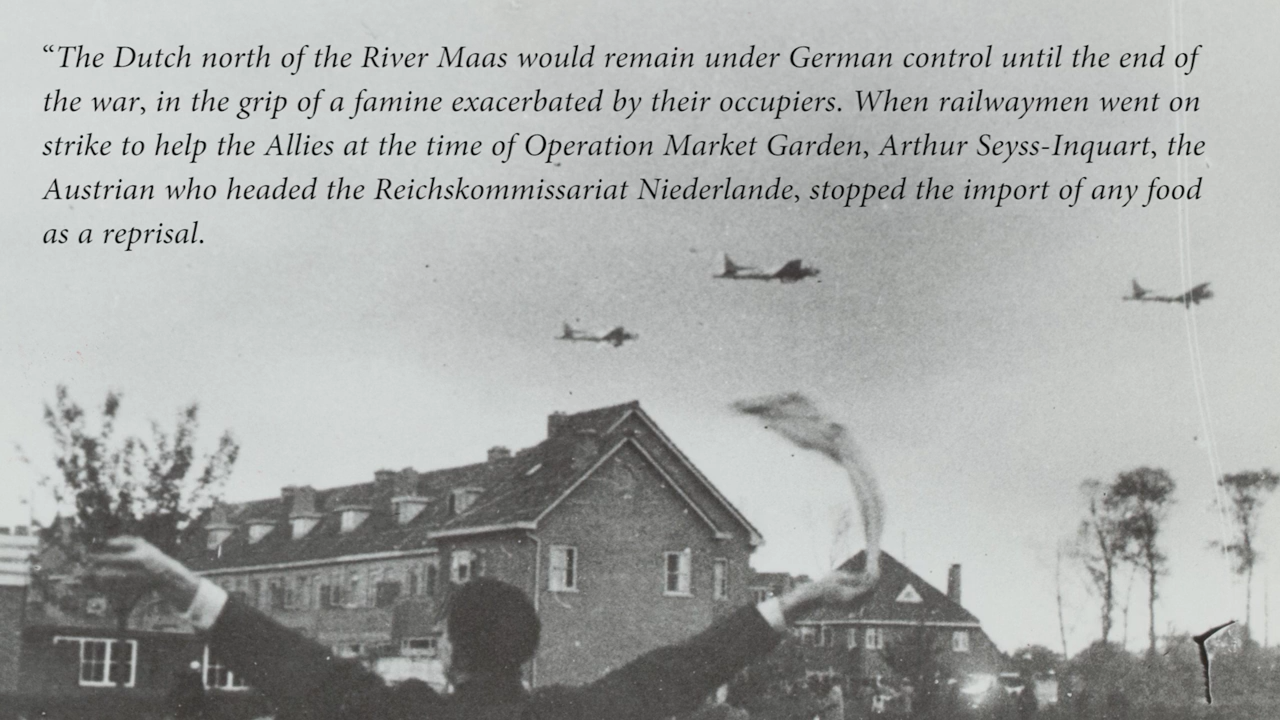 “The Dutch north of the River Maas would remain under German control until the end of
the war, in the grip of a famine exacerbated by their occupiers. When railwaymen went on
strike to help the Allies at the time of Operation Market Garden, Arthur Seyss-Inquart, the
Austrian who headed the Reichskommissariat Niederlande, stopped the import of any food
as a reprisal.